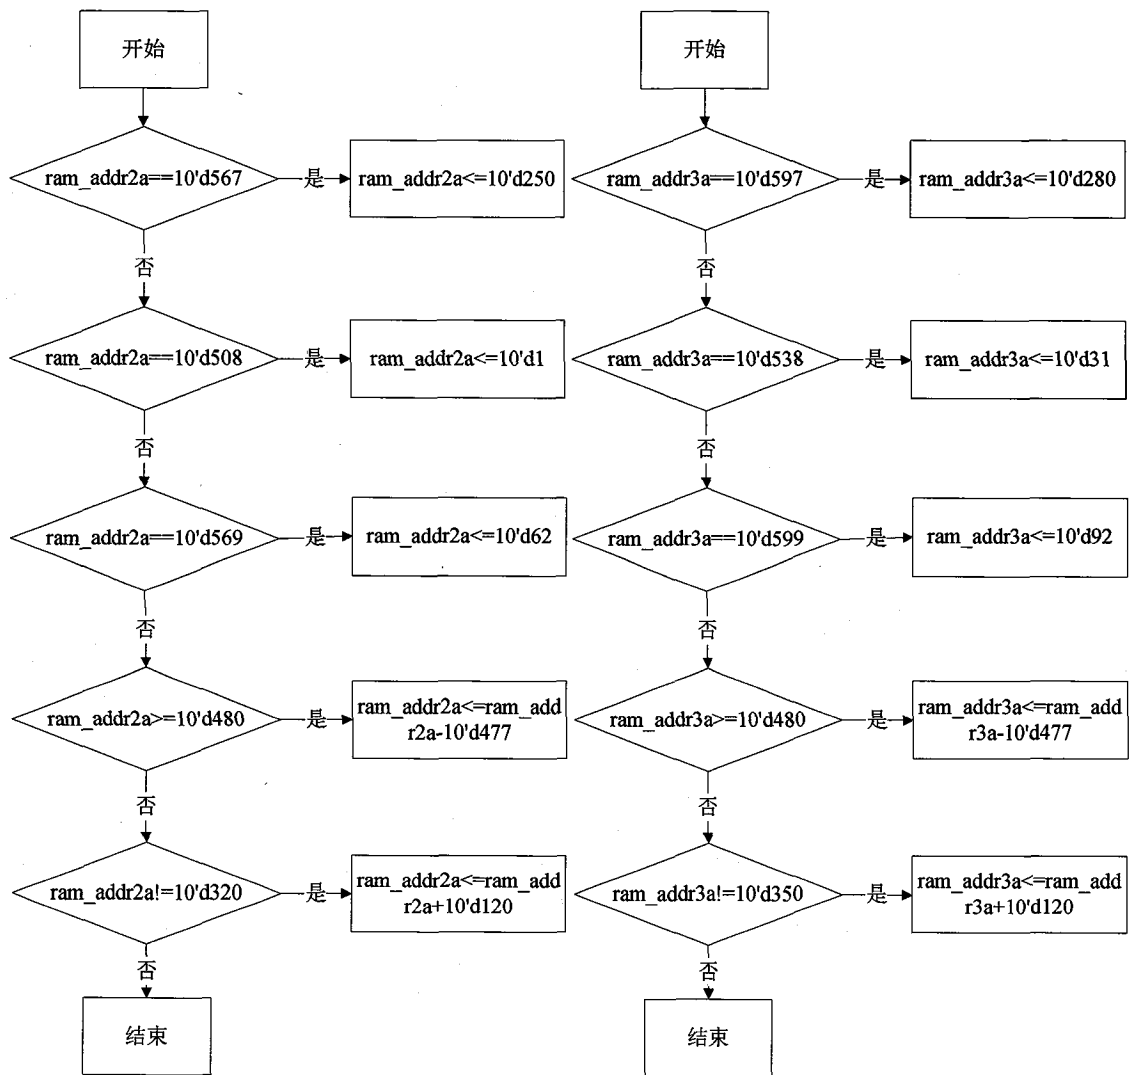 开始
ram_addr2a==10'd567
是
ram_addr2a<=10'd250
否
ram_addr2a==10'd508
是
ram_addr2a<=10'd1
否
ram_addr2a==10'd569
是
ram_addr2a<=10'd62
否
ram_addr2a>=10'd480
是
ram_addr2a<=ram_add
r2a-10'd477
否
ram_addr2a!=10'd320
是
ram_addr2a<=ram_add
r2a+10'd120
否
结束
开始
ram_addr3a==10'd597
是
ram_addr3a<=10'd280
否
ram_addr3a==10'd538
是
ram_addr3a<=10'd31
否
ram_addr3a==10'd599
是
ram_addr3a<=10'd92
否
ram_addr3a>=10'd480
是
ram_addr3a<=ram_add
r3a-10'd477
否
ram_addr3a!=10'd350
是
ram_addr3a<=ram_add
r3a+10'd120
否
结束